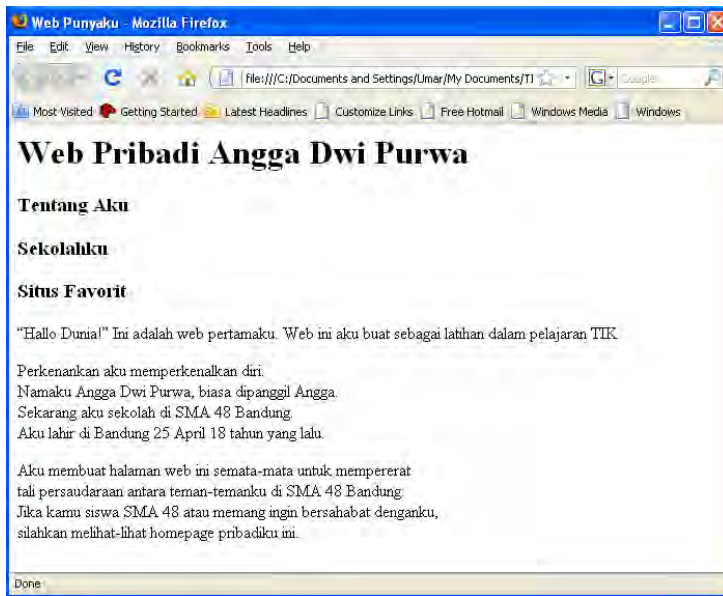 Web Punyaku - Mozilla Firefox
File Edit View History Bookmarks Tools Help
file:///C:/Documents and Settings/Umar/My Documents/TI
G Google
Most Visited Getting Started Latest Headlines Customize Links Free Hotmail Windows Media Windows
Web Pribadi Angga Dwi Purwa
Tentang Aku
Sekolahku
Situs Favorit
“Hallo Dunia!” Ini adalah web pertamaku. Web ini aku buat sebagai latihan dalam pelajaran TIK
Perkenankan aku memperkenalkan diri.
Namaku Angga Dwi Purwa, biasa dipanggil Angga.
Sekarang aku sekolah di SMA 48 Bandung.
Aku lahir di Bandung 25 April 18 tahun yang lalu.
Aku membuat halaman web ini semata-mata untuk mempererat
tali persaudaraan antara teman-temanku di SMA 48 Bandung.
Jika kamu siswa SMA 48 atau memang ingin bersahabat denganku,
silahkan melihat-lihat homepage pribadiku ini.
Done